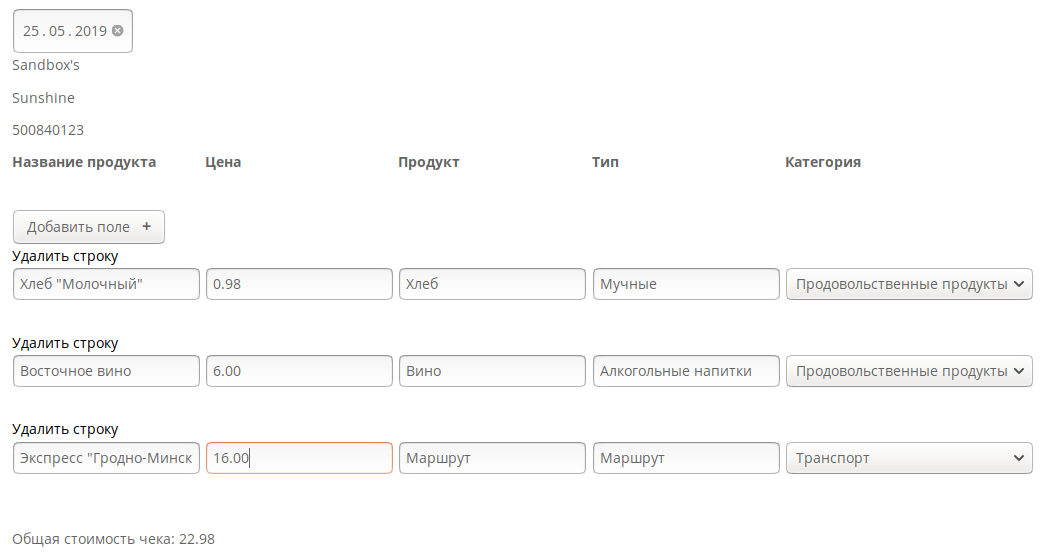 25.05.2019
Sandbox's
Sunshine
500840123
Название продукта Цена Продукт Тип Категория
Добавить поле +
Удалить строку
Хлеб "Молочный" 0.98 Хлеб Мучные Продовольственные продукты
Удалить строку
Восточное вино 6.00 Вино Алкогольные напитки Продовольственные продукты
Удалить строку
Экспресс "Гродно-Минск 16.00 Маршрут Маршрут Транспорт
Общая стоимость чека: 22.98